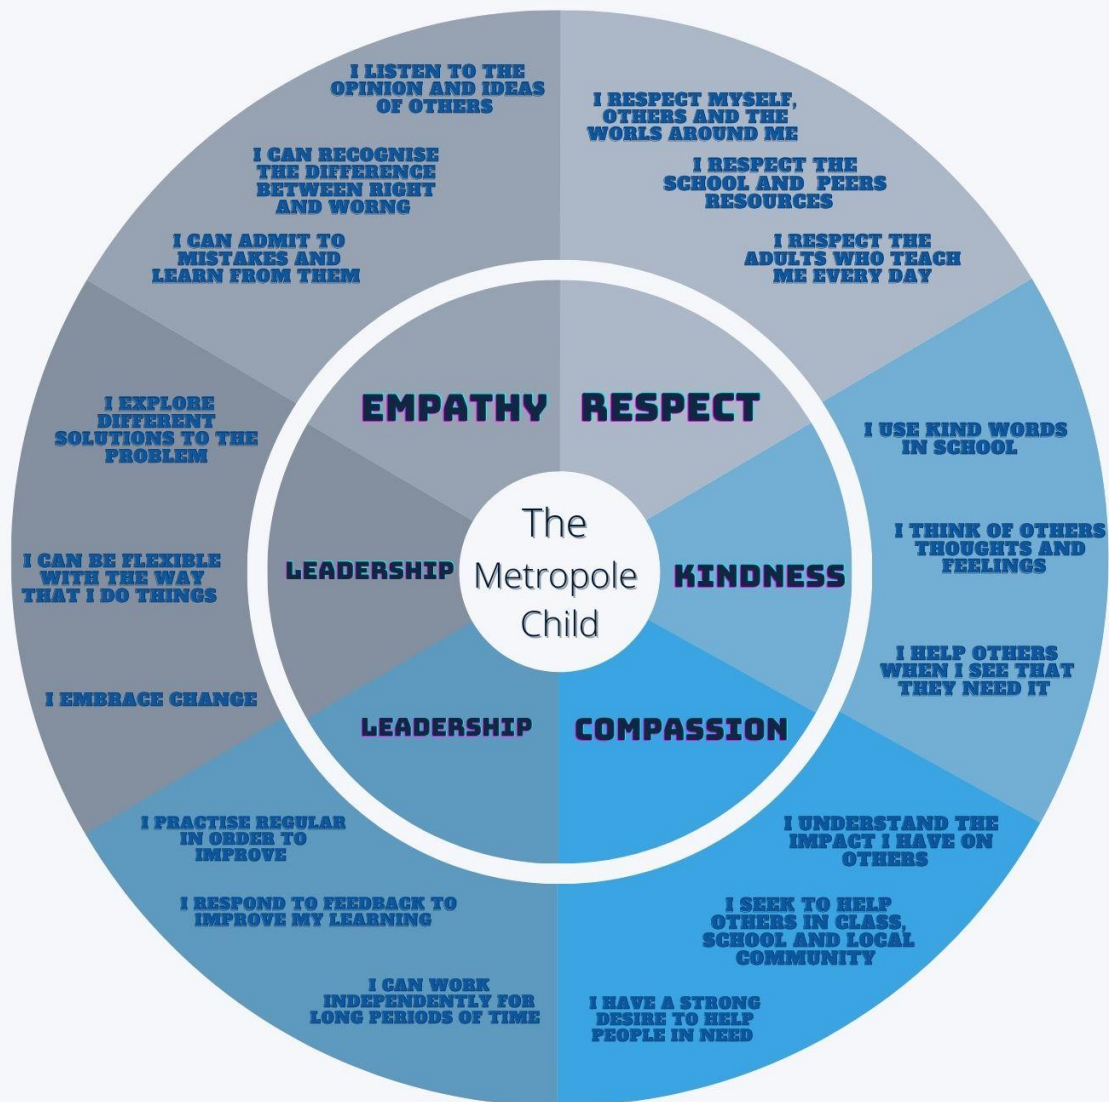 I LISTEN TO THE
OPINION AND IDEAS
OF OTHERS
I CAN RECOGNISE
THE DIFFERENCE
BETWEEN RIGHT
AND WORNG
I CAN ADMIT TO
MISTAKES AND
LEARN FROM THEM
I RESPECT MYSELF,
OTHERS AND THE
WORLS AROUND ME
I RESPECT THE
SCHOOL AND PEERS
RESOURCES
I RESPECT THE
ADULTS WHO TEACH
ME EVERY DAY
EMPATHY
RESPECT
I EXPLORE
DIFFERENT
SOLUTIONS TO THE
PROBLEM
I CAN BE FLEXIBLE
WITH THE WAY
THAT I DO THINGS
I EMBRACE CHANGE
LEADERSHIP
The
Metropole
Child
KINDNESS
I USE KIND WORDS
IN SCHOOL
I THINK OF OTHERS
THOUGHTS AND
FEELINGS
I HELP OTHERS
WHEN I SEE THAT
THEY NEED IT
LEADERSHIP
COMPASSION
I PRACTISE REGULAR
IN ORDER TO
IMPROVE
I RESPOND TO FEEDBACK TO
IMPROVE MY LEARNING
I CAN WORK
INDEPENDENTLY FOR
LONG PERIODS OF TIME
I UNDERSTAND THE
IMPACT I HAVE ON
OTHERS
I SEEK TO HELP
OTHERS IN CLASS,
SCHOOL AND LOCAL
COMMUNITY
I HAVE A STRONG
DESIRE TO HELP
PEOPLE IN NEED